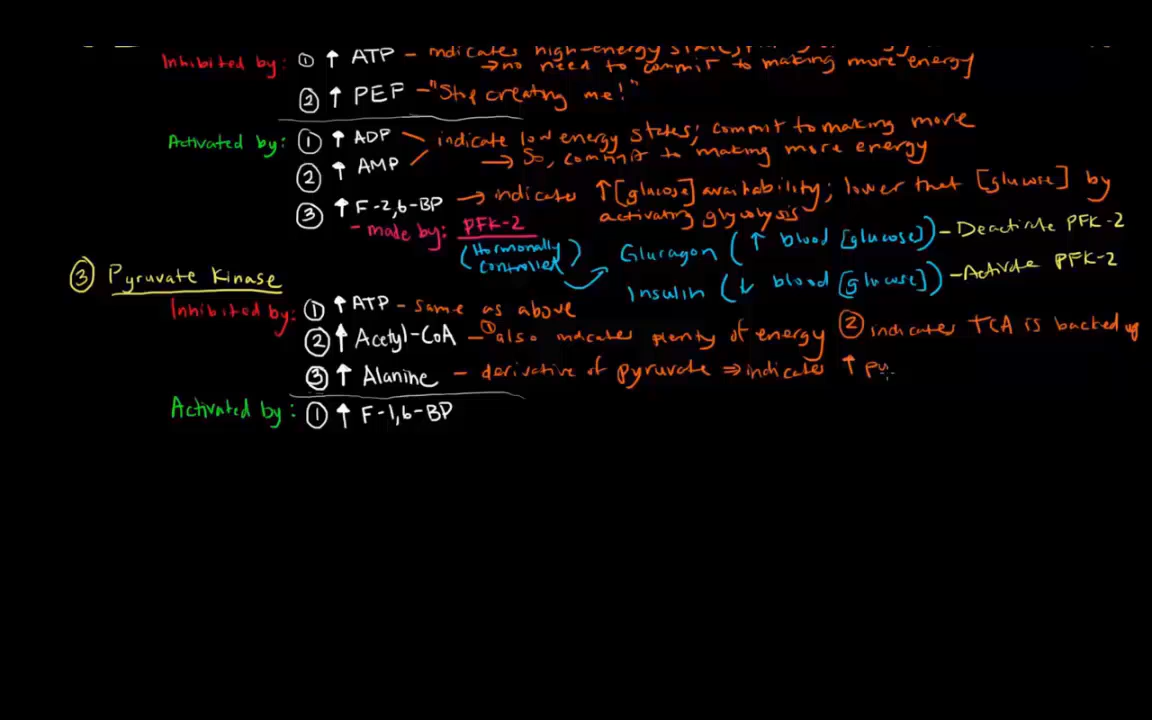 Inhibited by: ① ↑ ATP - indicates high-energy states;
→ no need to commit to making more energy
② ↑ PEP - "Stop creating me!"
Activated by: ① ↑ ADP
indicate low energy states; commit to making more
② ↑ AMP
→ So, commit to making more energy
③ ↑ F-2,6-BP → indicates ↑ [glucose] availability; lower that [glucose] by
activating glycolysis
- made by: PFK-2
(Hormonally controlled)
Glucagon (↑ blood [glucose]) - Deactivate PFK-2
Insulin (↓ blood [glucose]) - Activate PFK-2
③ Pyruvate Kinase
Inhibited by: ① ↑ ATP - same as above
② ↑ Acetyl-CoA - ① also indicates plenty of energy ② indicates TCA is backed up
③ ↑ Alanine - derivative of pyruvate ⇒ indicates ↑ py
Activated by: ① ↑ F-1,6-BP